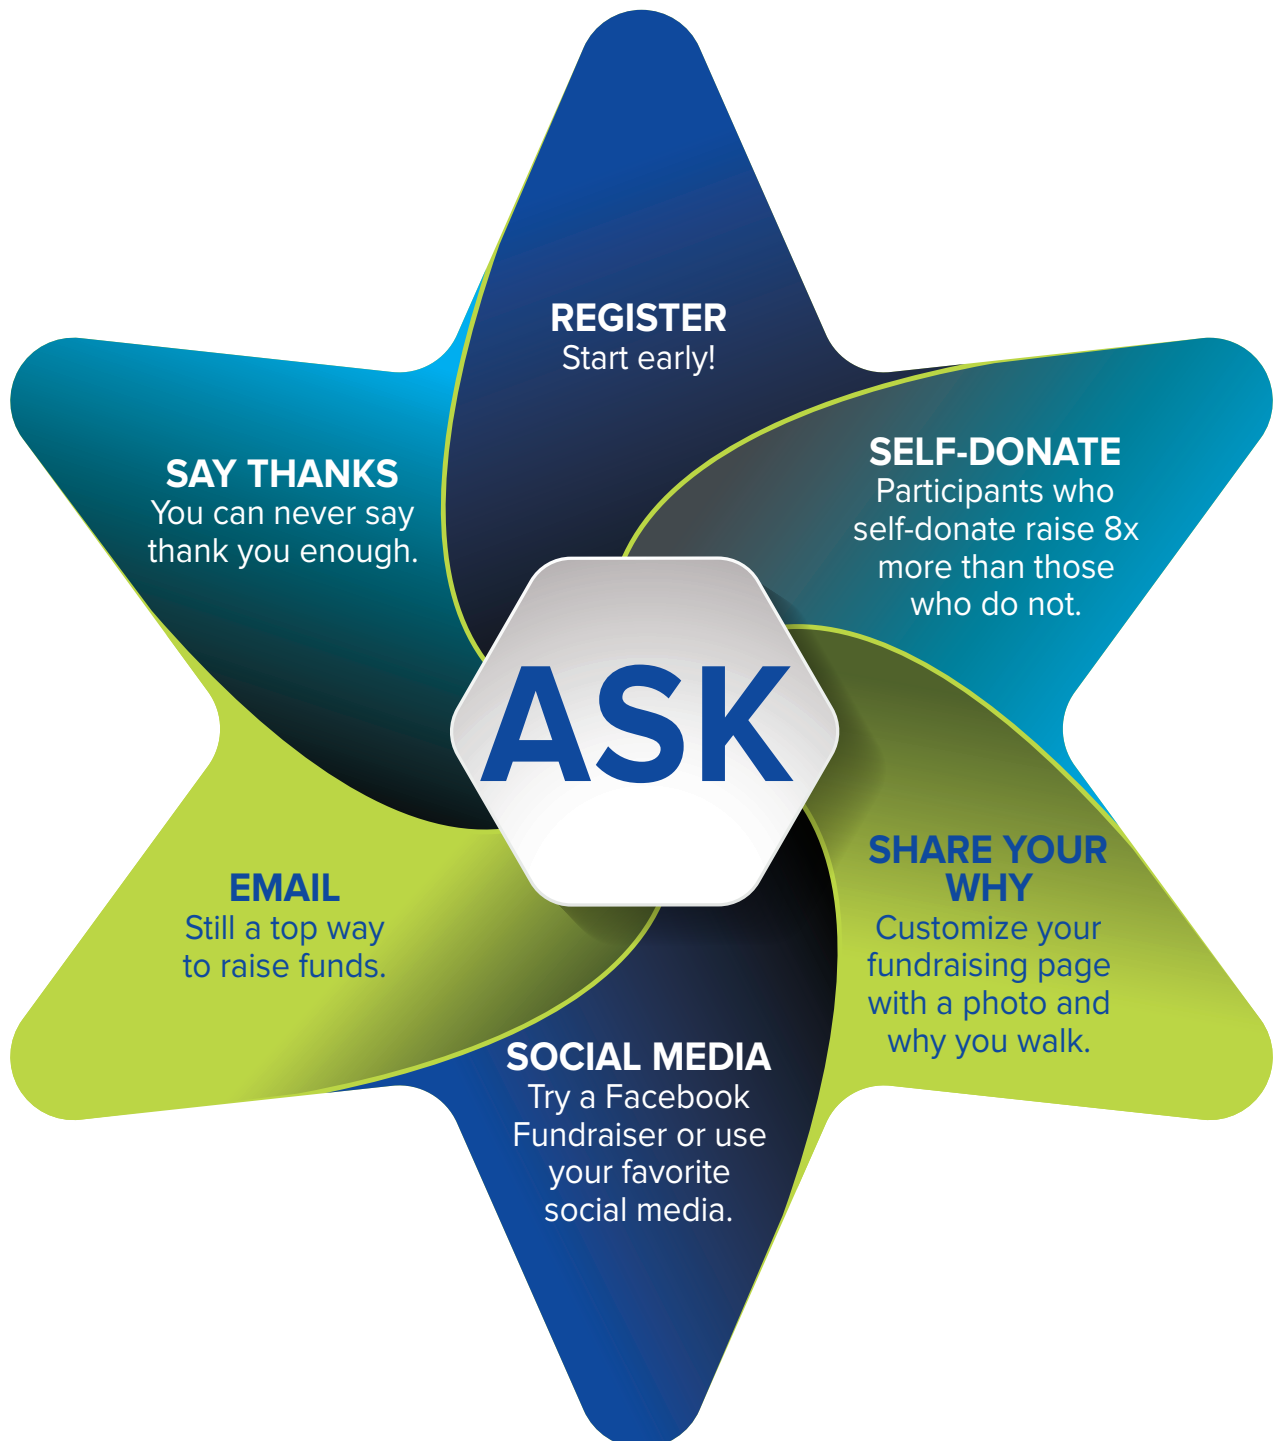 REGISTER
Start early!
SELF-DONATE
Participants who
self-donate raise 8x
more than those
who do not.
SHARE YOUR
WHY
Customize your
fundraising page
with a photo and
why you walk.
SOCIAL MEDIA
Try a Facebook
Fundraiser or use
your favorite
social media.
EMAIL
Still a top way
to raise funds.
SAY THANKS
You can never say
thank you enough.
ASK